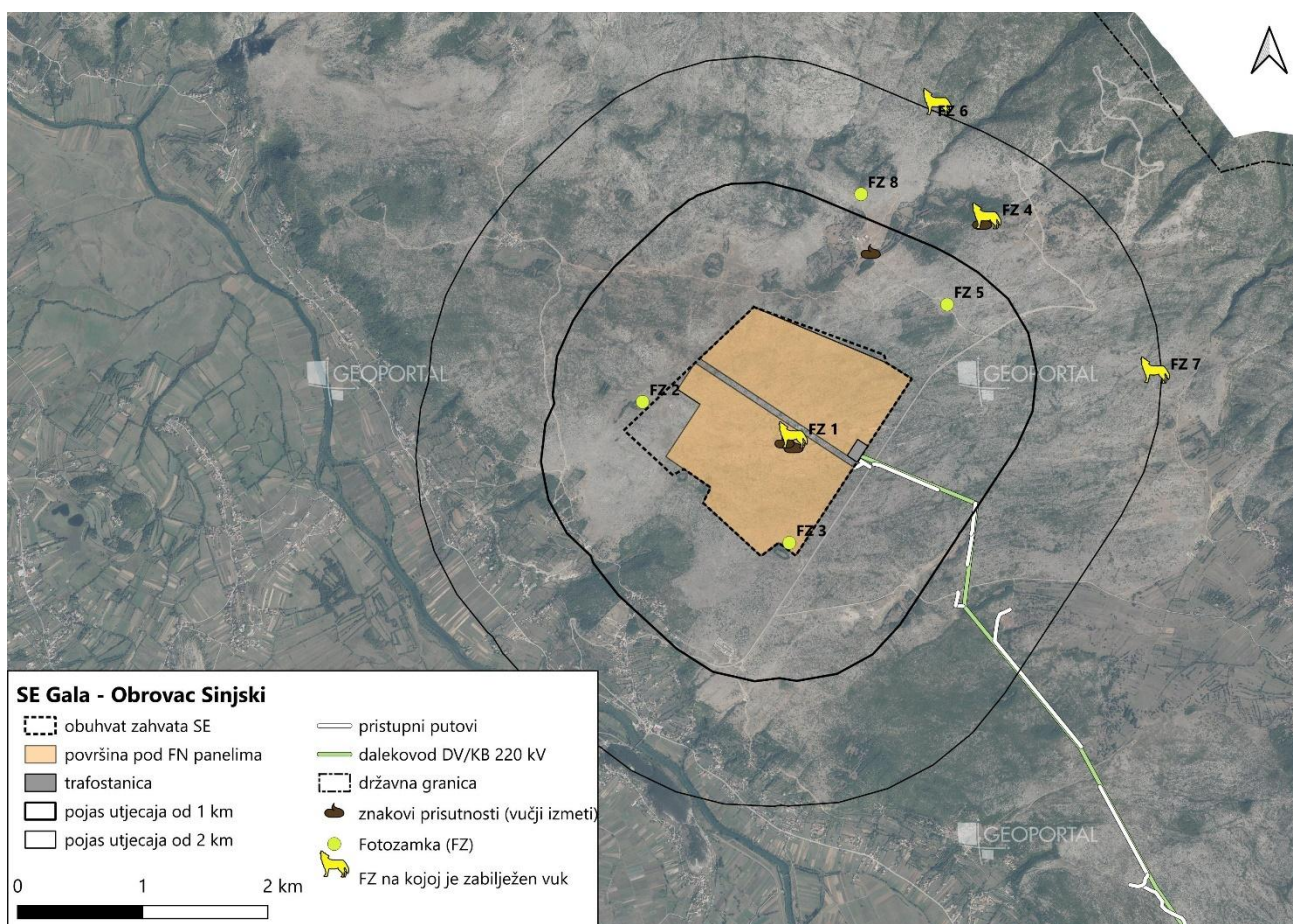 FZ 6
FZ 8
FZ 4
FZ 5
GEOPORTAL
GEOPORTAL
FZ 7
FZ 2
FZ 1
FZ 3
SE Gala - Obrovac Sinjski
obuhvat zahvata SE
površina pod FN panelima
trafostanica
pojas utjecaja od 1 km
pojas utjecaja od 2 km
pristupni putovi
dalekovod DV/KB 220 kV
državna granica
znakovi prisutnosti (vučji izmeti)
Fotozamka (FZ)
FZ na kojoj je zabilježen vuk
GEOPORTAL
0 1 2 km